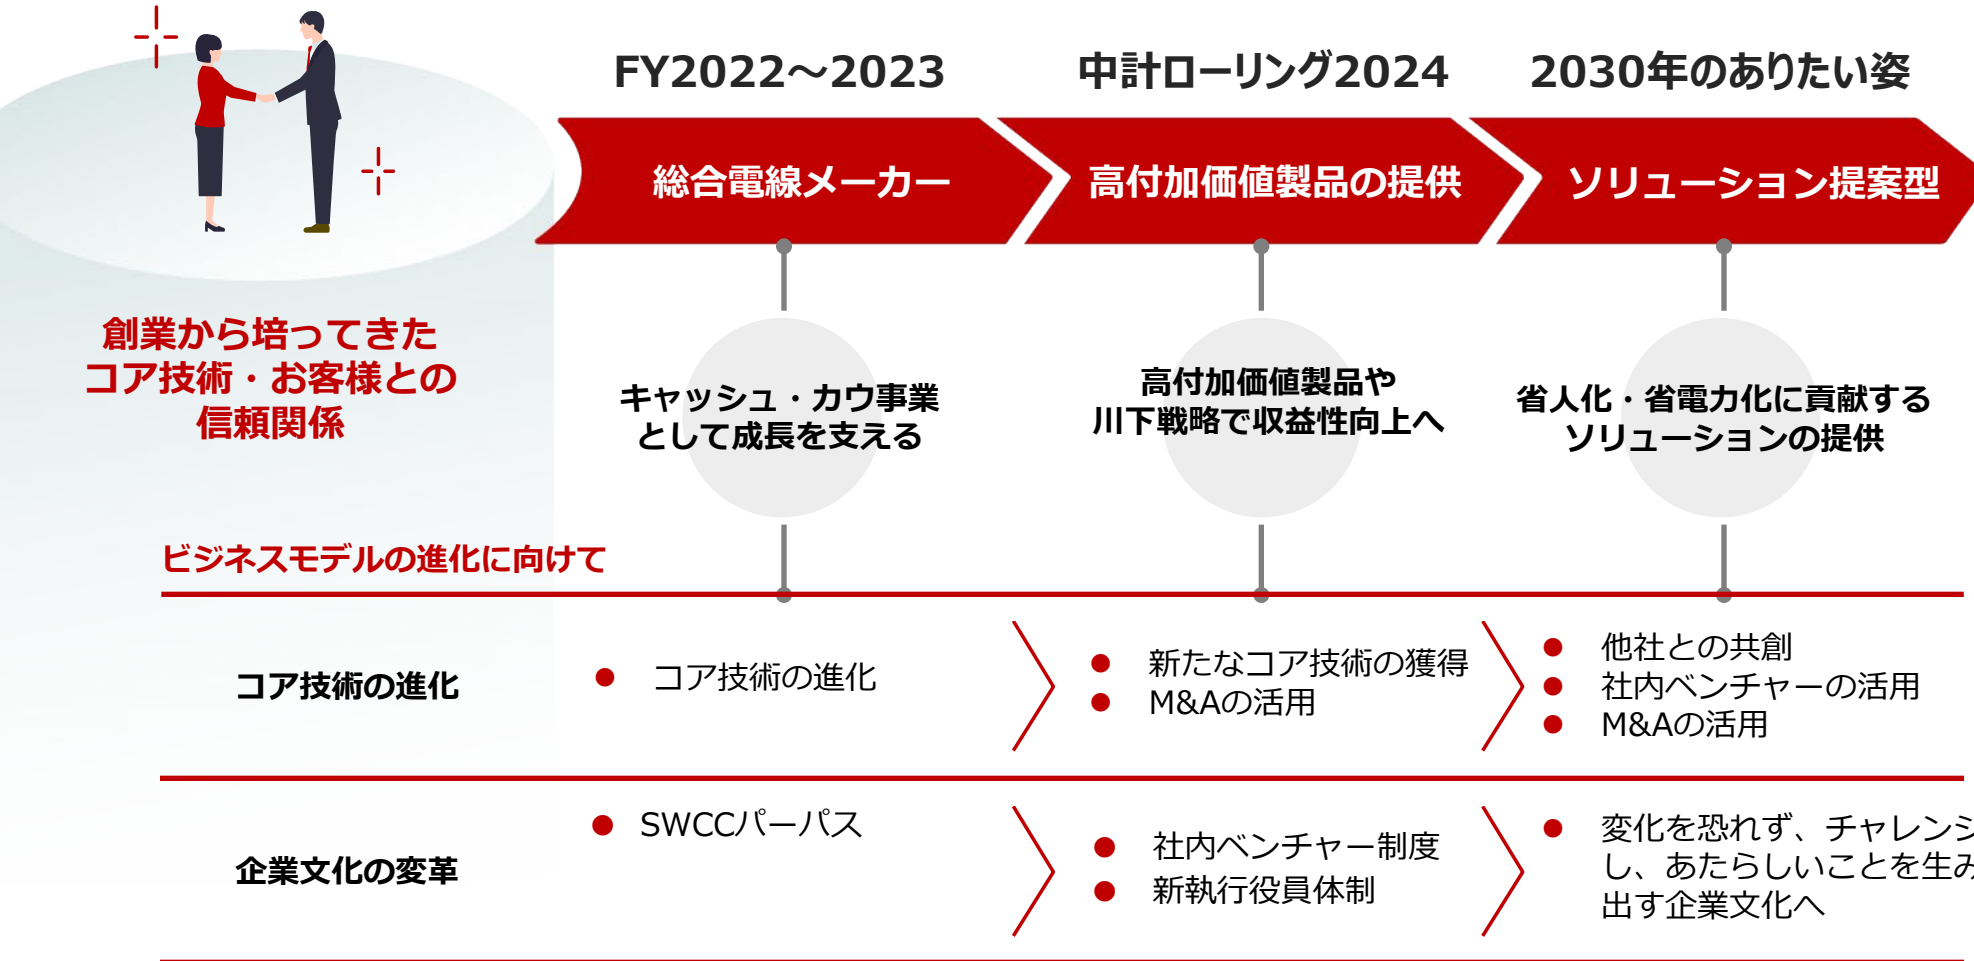 FY2022～2023
中計ローリング2024
2030年のありたい姿
総合電線メーカー
高付加価値製品の提供
ソリューション提案型
創業から培ってきた
コア技術・お客様との
信頼関係
キャッシュ・カウ事業
として成長を支える
高付加価値製品や
川下戦略で収益性向上へ
省人化・省電力化に貢献する
ソリューションの提供
ビジネスモデルの進化に向けて
コア技術の進化
● コア技術の進化
● 新たなコア技術の獲得
● M&Aの活用
● 他社との共創
● 社内ベンチャーの活用
● M&Aの活用
企業文化の変革
● SWCCパーパス
● 社内ベンチャー制度
● 新執行役員体制
● 変化を恐れず、チャレンジ
し、あたらしいことを生み
出す企業文化へ